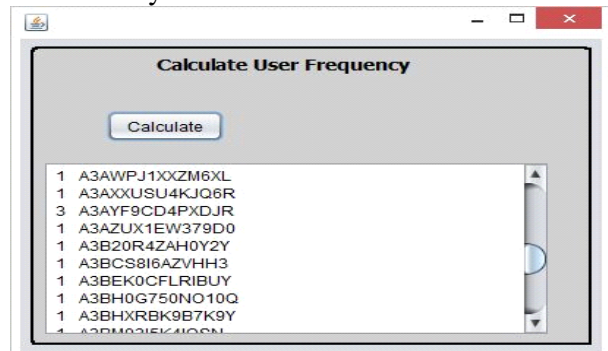 Calculate User Frequency
Calculate
1 A3AWPJ1XXZM6XL
1 A3AXXUSU4KJQ6R
3 A3AYF9CD4PXDJR
1 A3AZUX1EW379D0
1 A3B20R4ZAH0Y2Y
1 A3BCS8I6AZVHH3
1 A3BEK0CFLRIBUY
1 A3BH0G750NO10Q
1 A3BHXRBK9B7K9Y
1